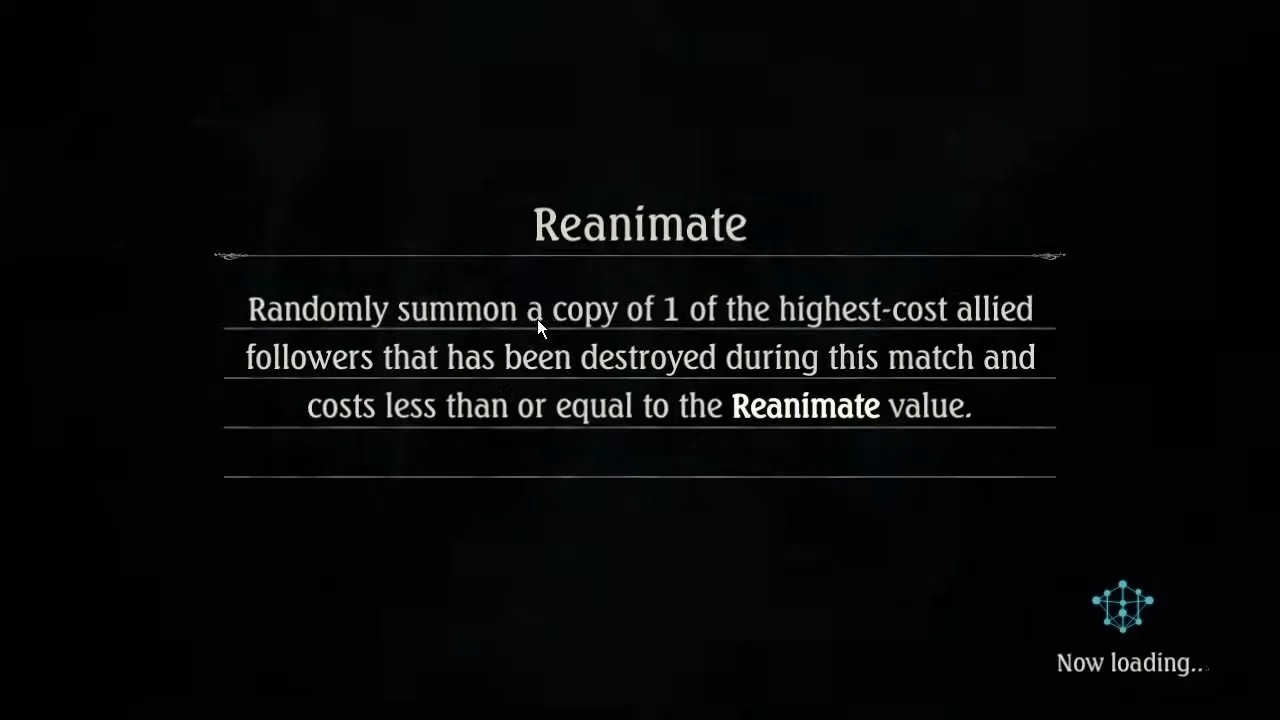 Reanimate
Randomly summon a copy of 1 of the highest-cost allied
followers that has been destroyed during this match and
costs less than or equal to the Reanimate value.
Now loading...